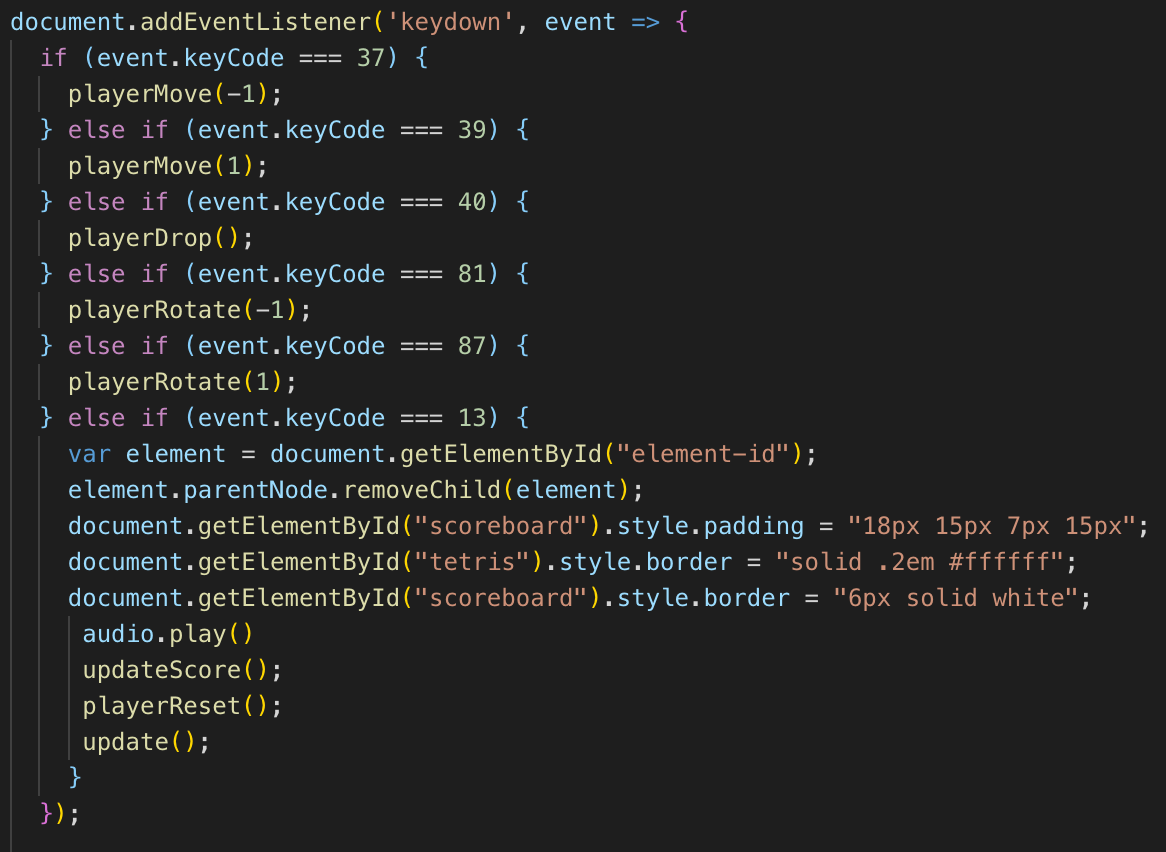 document.addEventListener('keydown', event => {
  if (event.keyCode === 37) {
    playerMove(-1);
  } else if (event.keyCode === 39) {
    playerMove(1);
  } else if (event.keyCode === 40) {
    playerDrop();
  } else if (event.keyCode === 81) {
    playerRotate(-1);
  } else if (event.keyCode === 87) {
    playerRotate(1);
  } else if (event.keyCode === 13) {
    var element = document.getElementById("element-id");
    element.parentNode.removeChild(element);
    document.getElementById("scoreboard").style.padding = "18px 15px 7px 15px";
    document.getElementById("tetris").style.border = "solid .2em #ffffff";
    document.getElementById("scoreboard").style.border = "6px solid white";
     audio.play()
     updateScore();
     playerReset();
     update();
    }
  });